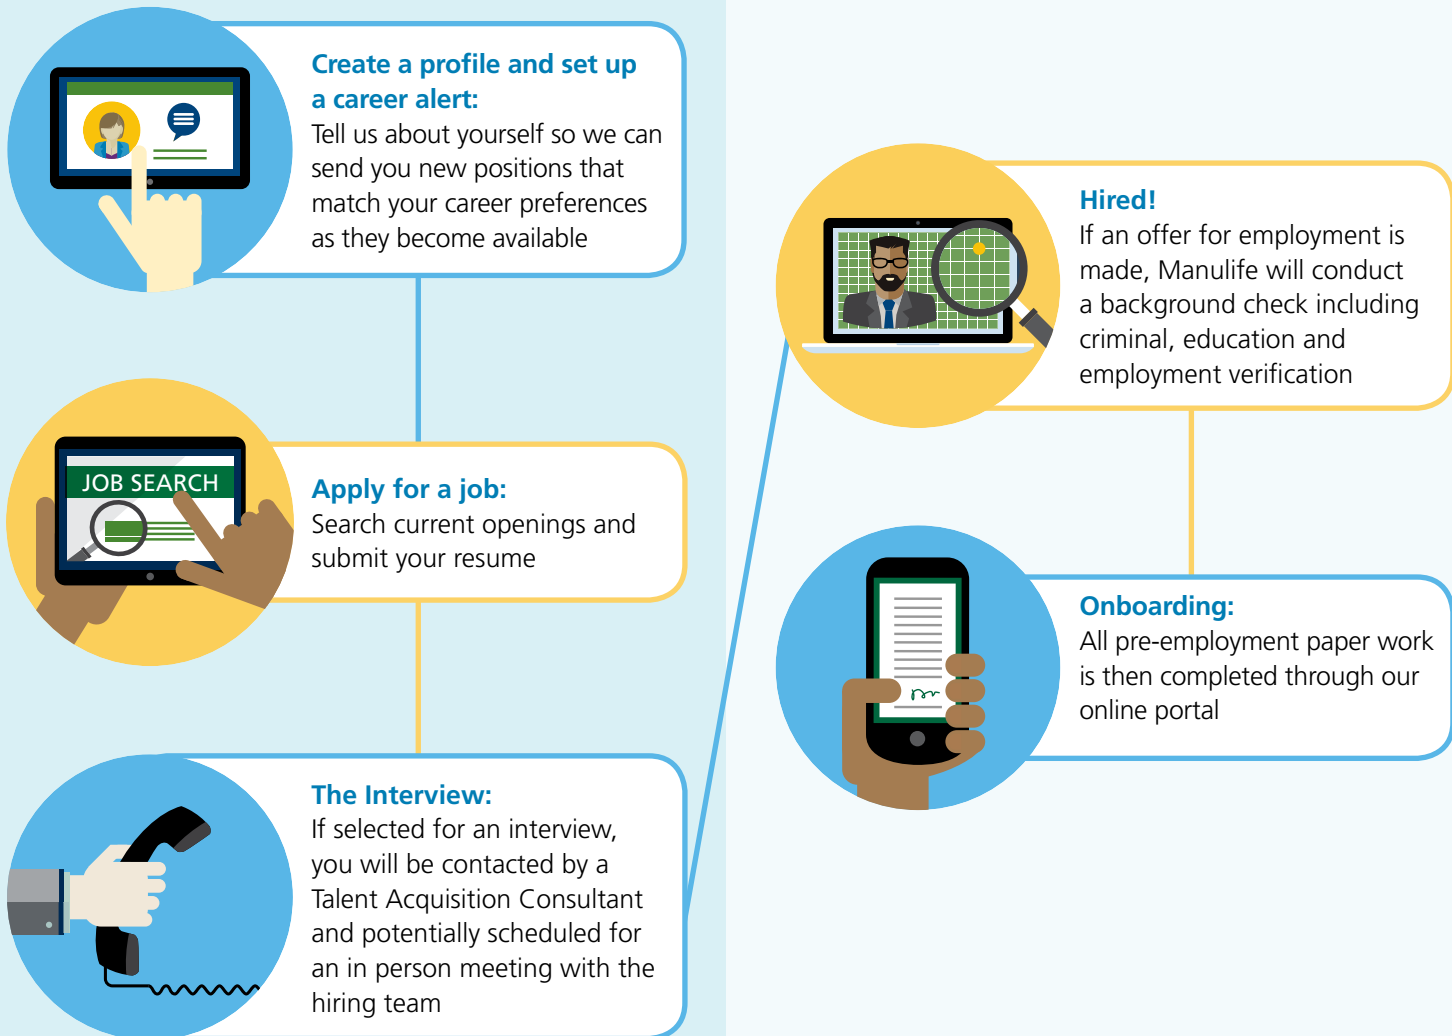 Create a profile and set up
a career alert:
Tell us about yourself so we can
send you new positions that
match your career preferences
as they become available
JOB SEARCH
Apply for a job:
Search current openings and
submit your resume
The Interview:
If selected for an interview,
you will be contacted by a
Talent Acquisition Consultant
and potentially scheduled for
an in person meeting with the
hiring team
Hired!
If an offer for employment is
made, Manulife will conduct
a background check including
criminal, education and
employment verification
Onboarding:
All pre-employment paper work
is then completed through our
online portal